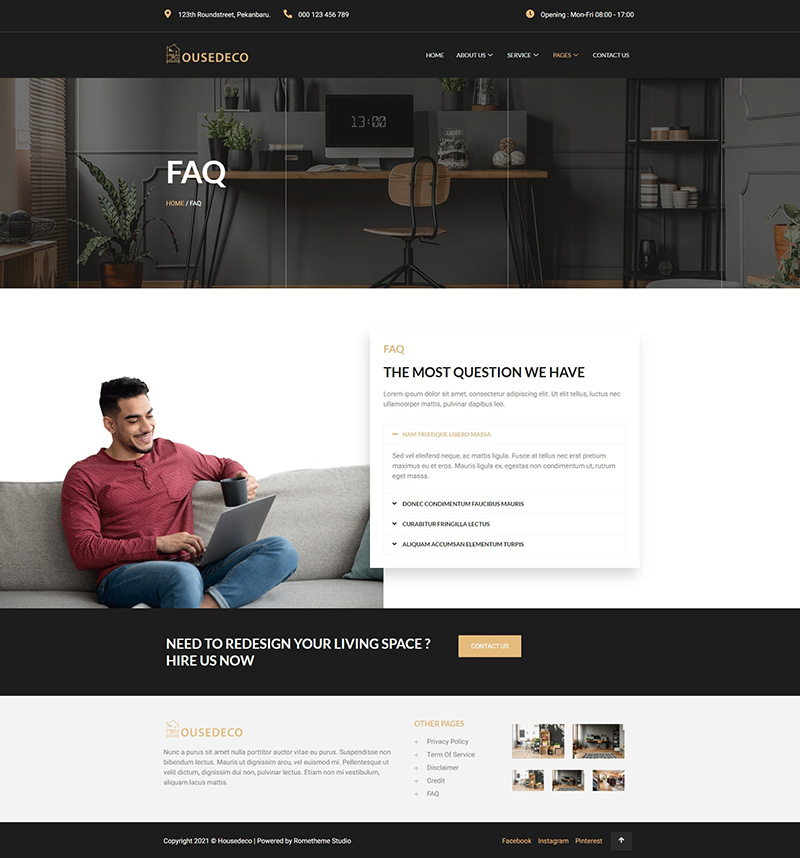 123th Roundstreet, Pekanbaru.
000 123 456 789
Opening : Mon-Fri 08:00 - 17:00
OUSEDECO
HOME
ABOUT US
SERVICE
PAGES
CONTACT US
13:00
FAQ
HOME / FAQ
FAQ
THE MOST QUESTION WE HAVE
Lorem ipsum dolor sit amet, consectetur adipiscing elit. Ut elit tellus, luctus nec
ullamcorper mattis, pulvinar dapibus leo.
NAM TRISTIQUE LIBERO MASSA
Sed vel eleifend neque, ac mattis ligula. Fusce at tellus nec erat pretium
maximus eu et eros. Mauris ligula ex, egestas non condimentum ut, rutrum
eget massa.
DONEC CONDIMENTUM FAUCIBUS MAURIS
CURABITUR FRINGILLA LECTUS
ALIQUAM ACCUMSAN ELEMENTUM TURPIS
NEED TO REDESIGN YOUR LIVING SPACE ?
HIRE US NOW
CONTACT US
OUSEDECO
Nunc a purus sit amet nulla porttitor auctor vitae eu purus. Suspendisse non
bibendum lectus. Mauris ut dignissim arcu, vel euismod mi. Pellentesque ut
velit dictum, dignissim dui non, pulvinar lectus. Etiam non mi vestibulum,
aliquam lacus mattis.
OTHER PAGES
+ Privacy Policy
+ Term Of Service
+ Disclaimer
+ Credit
+ FAQ
Copyright 2021 © Housedeco | Powered by Rometheme Studio
Facebook
Instagram
Pinterest